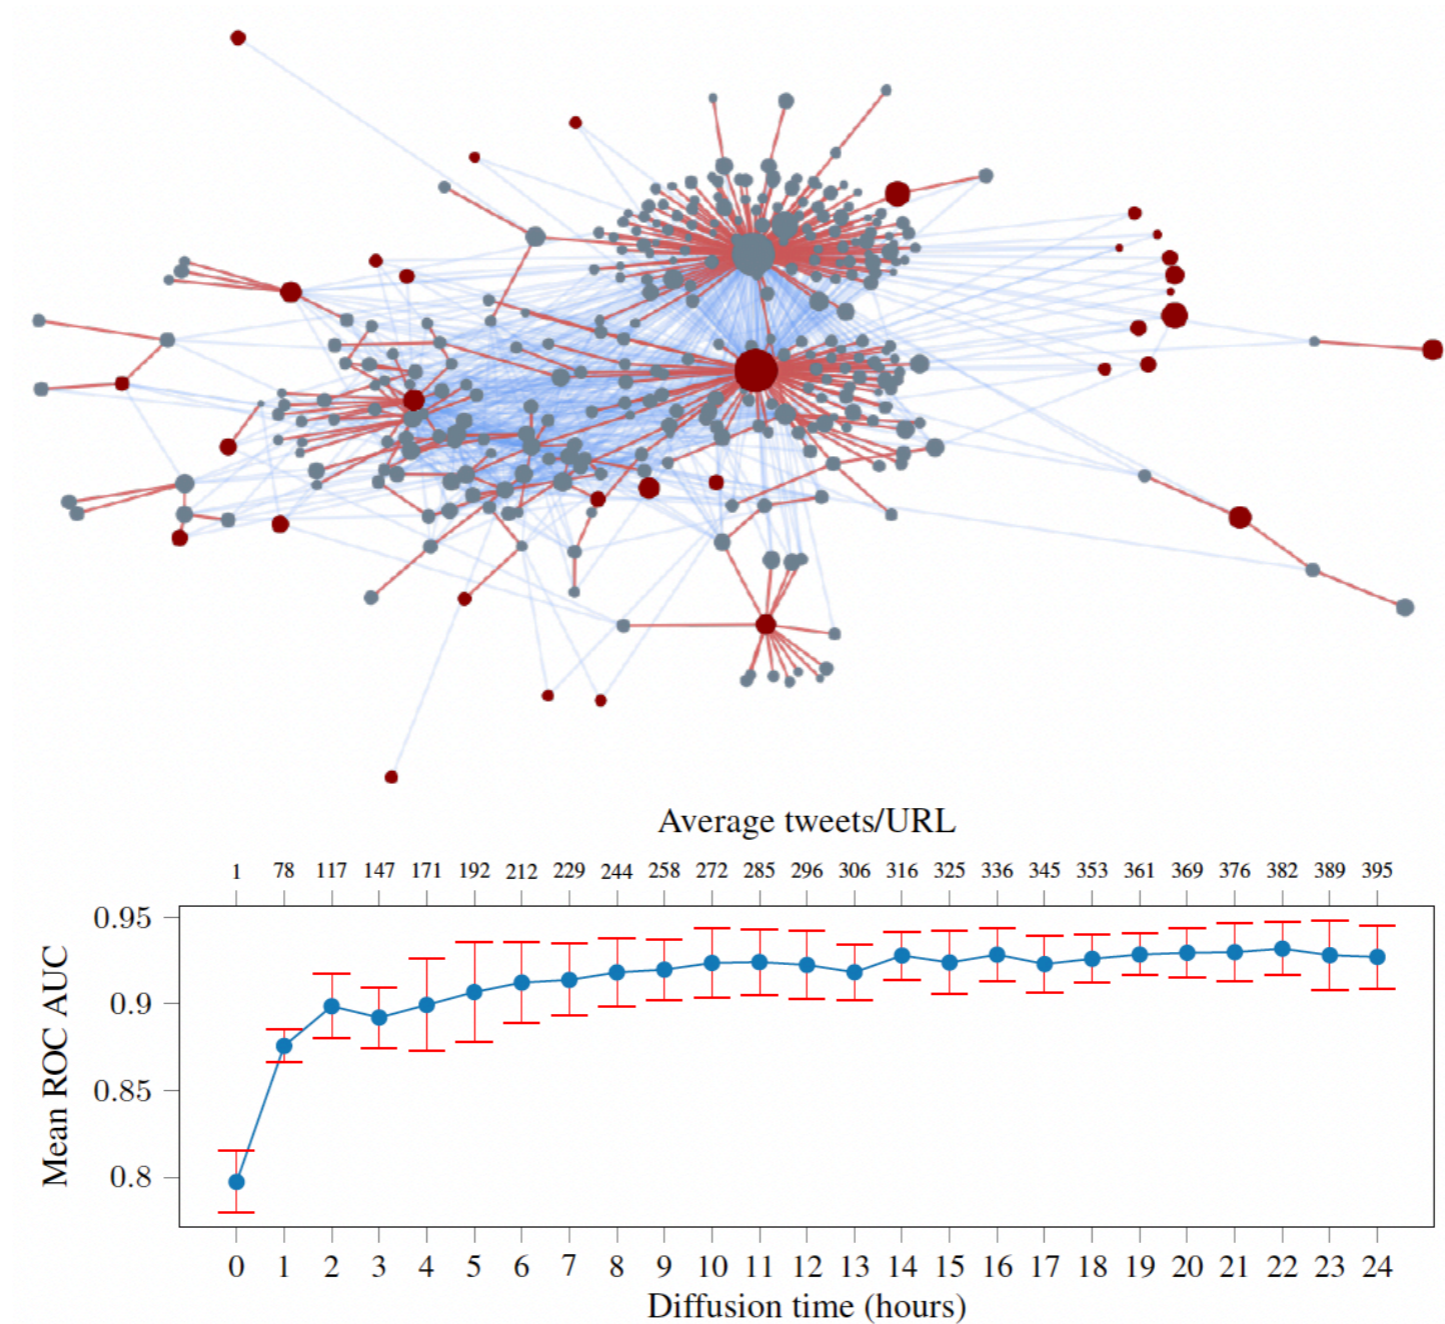 Average tweets/URL
1 78 117 147 171 192 212 229 244 258 272 285 296 306 316 325 336 345 353 361 369 376 382 389 395
0.95
0.9
0.85
0.8
Mean ROC AUC
0 1 2 3 4 5 6 7 8 9 10 11 12 13 14 15 16 17 18 19 20 21 22 23 24
Diffusion time (hours)